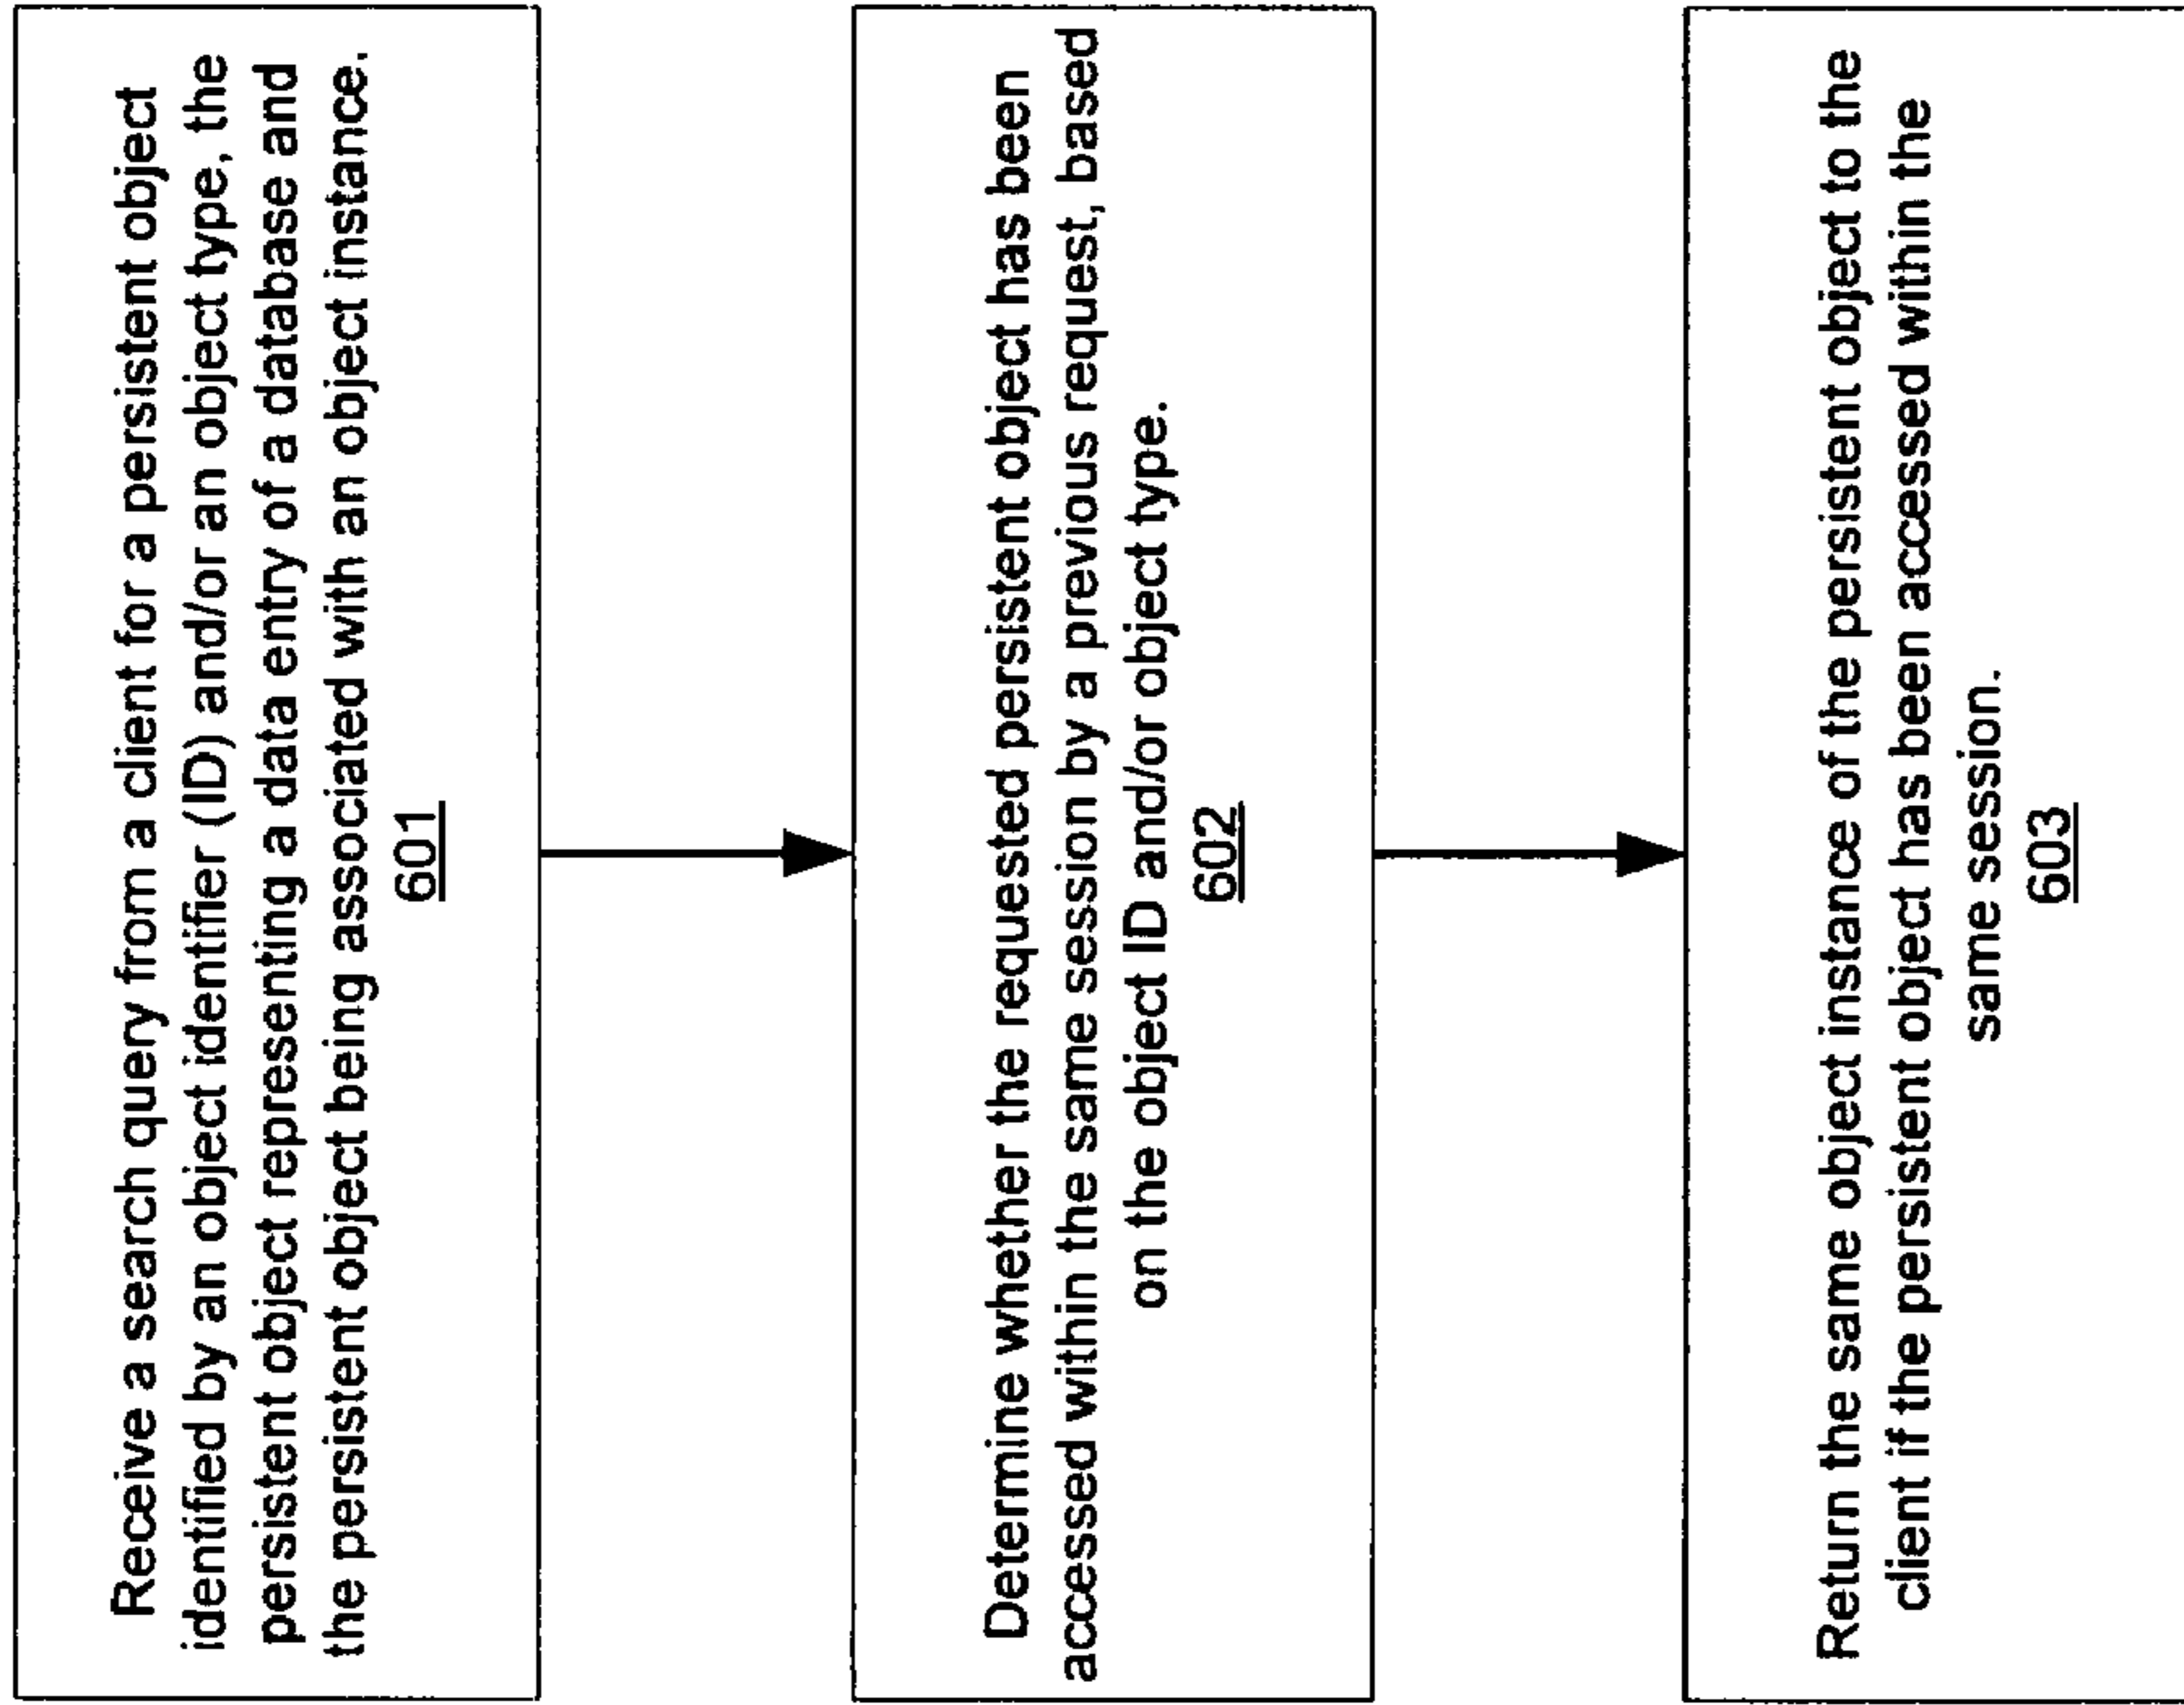 Receive a search query from a client for a persistent object
identified by an object identifier (ID) and/or an object type, the
persistent object representing a data entry of a database and
the persistent object being associated with an object instance.
601
Determine whether the requested persistent object has been
accessed within the same session by a previous request, based
on the object ID and/or object type.
602
Return the same object instance of the persistent object to the
client if the persistent object has been accessed within the
same session.
603